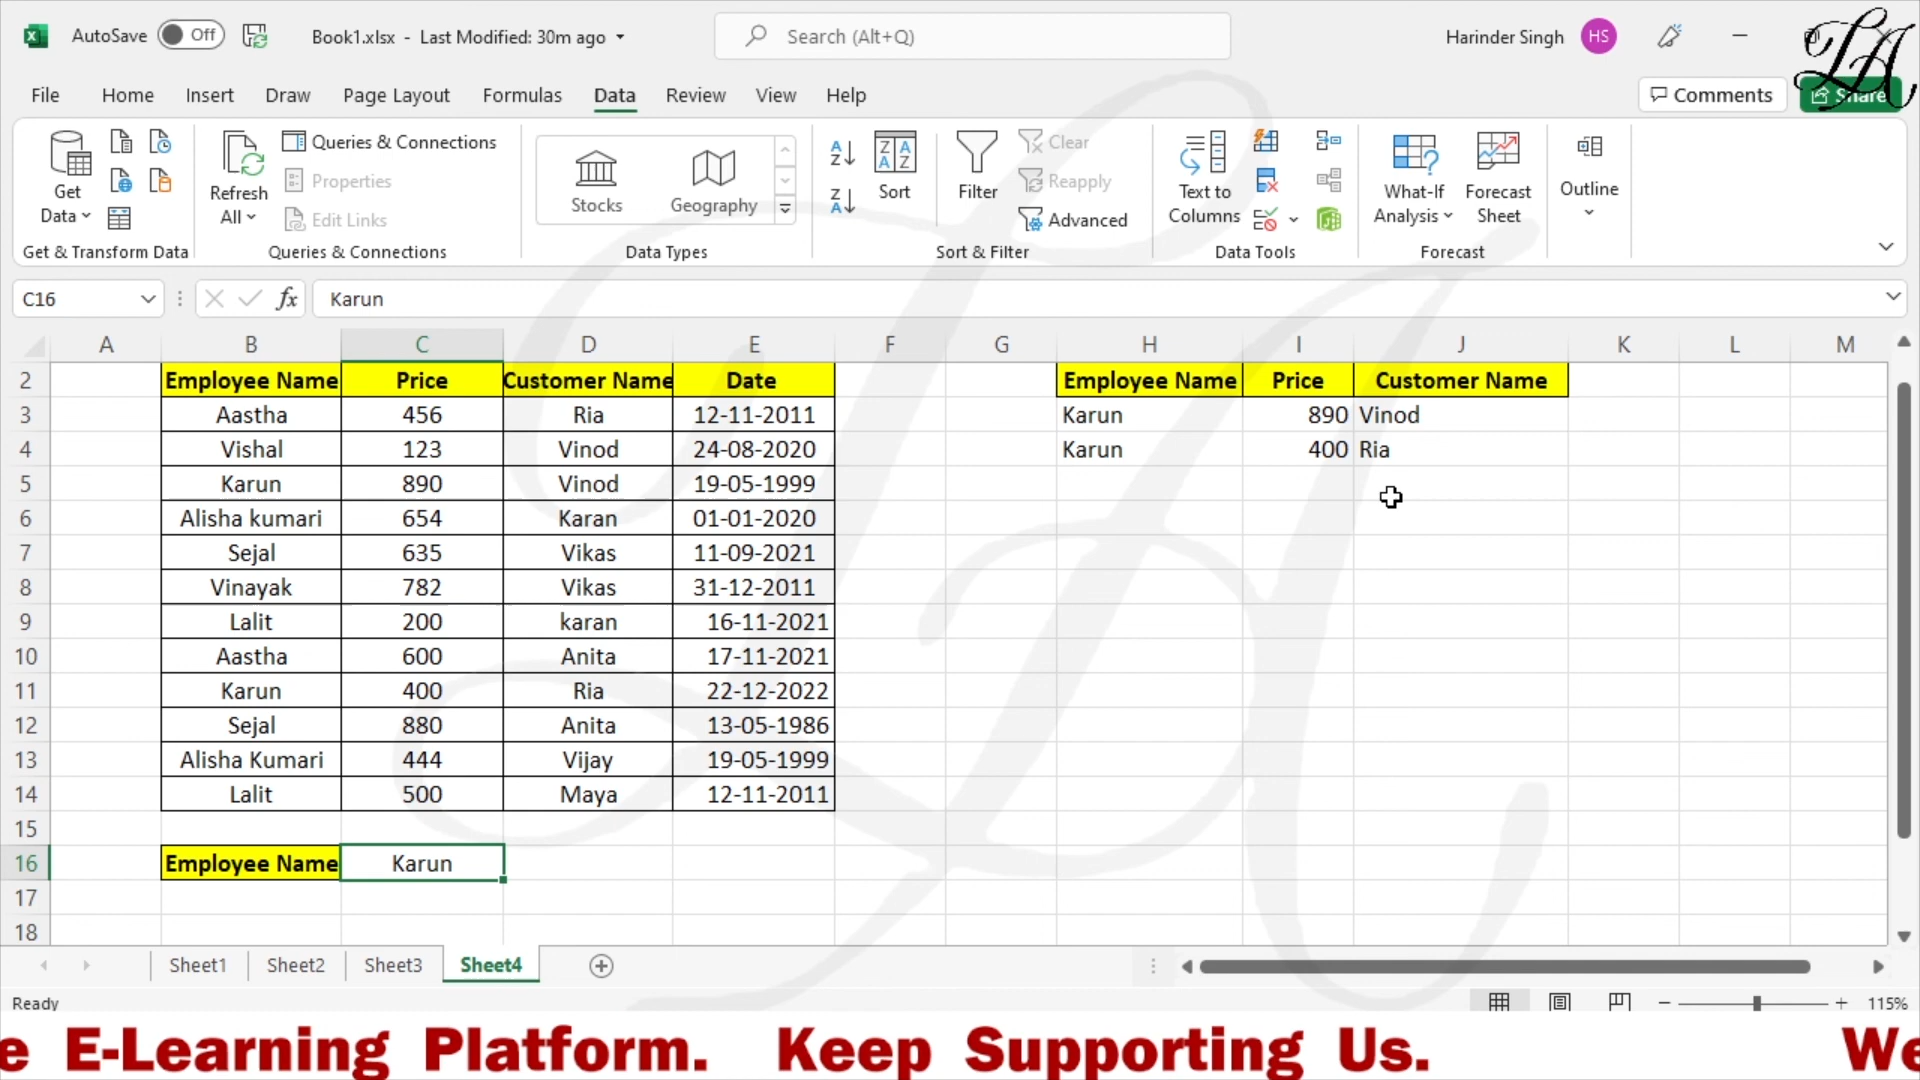 AutoSave Off Book1.xlsx - Last Modified: 30m ago Search (Alt+Q) Harinder Singh HS LA
File Home Insert Draw Page Layout Formulas Data Review View Help Comments Share
Get Data
Refresh All
Queries & Connections
Properties
Edit Links
Stocks
Geography
Sort
Filter
Clear
Reapply
Advanced
Text to Columns
What-If Analysis
Forecast Sheet
Outline
Get & Transform Data Queries & Connections Data Types Sort & Filter Data Tools Forecast
C16 fx Karun
A B C D E F G H I J K L M
2 Employee Name Price Customer Name Date Employee Name Price Customer Name
3 Aastha 456 Ria 12-11-2011 Karun 890 Vinod
4 Vishal 123 Vinod 24-08-2020 Karun 400 Ria
5 Karun 890 Vinod 19-05-1999
6 Alisha kumari 654 Karan 01-01-2020
7 Sejal 635 Vikas 11-09-2021
8 Vinayak 782 Vikas 31-12-2011
9 Lalit 200 karan 16-11-2021
10 Aastha 600 Anita 17-11-2021
11 Karun 400 Ria 22-12-2022
12 Sejal 880 Anita 13-05-1986
13 Alisha Kumari 444 Vijay 19-05-1999
14 Lalit 500 Maya 12-11-2011
15
16 Employee Name Karun
17
18
Sheet1 Sheet2 Sheet3 Sheet4
Ready 115%
e E-Learning Platform. Keep Supporting Us. We